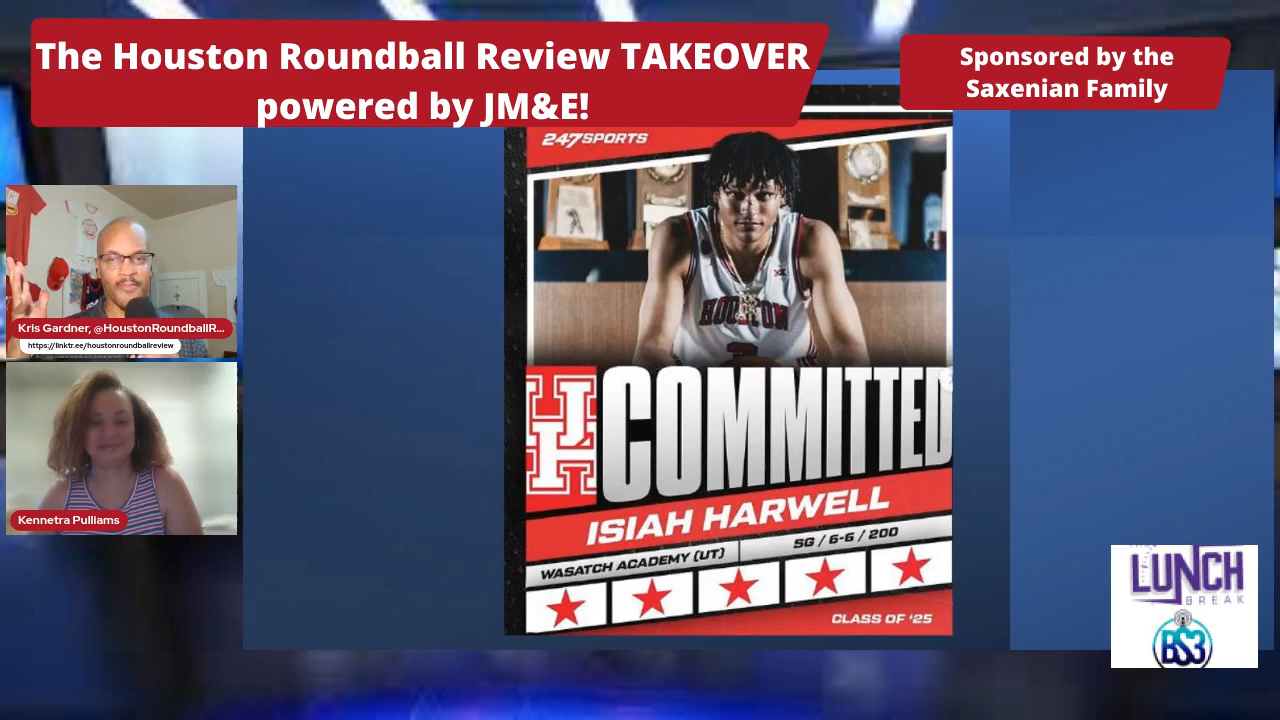 The Houston Roundball Review TAKEOVER
powered by JM&E!
Sponsored by the
Saxenian Family
247SPORTS
HOUSTON
Kris Gardner, @HoustonRoundballR...
https://linktr.ee/houstonroundballreview
Kennetra Pulliams
COMMITTED
ISIAH HARWELL
WASATCH ACADEMY (UT)
SG / 6-6 / 200
CLASS OF '25
LUNCH
BREAK
BS3